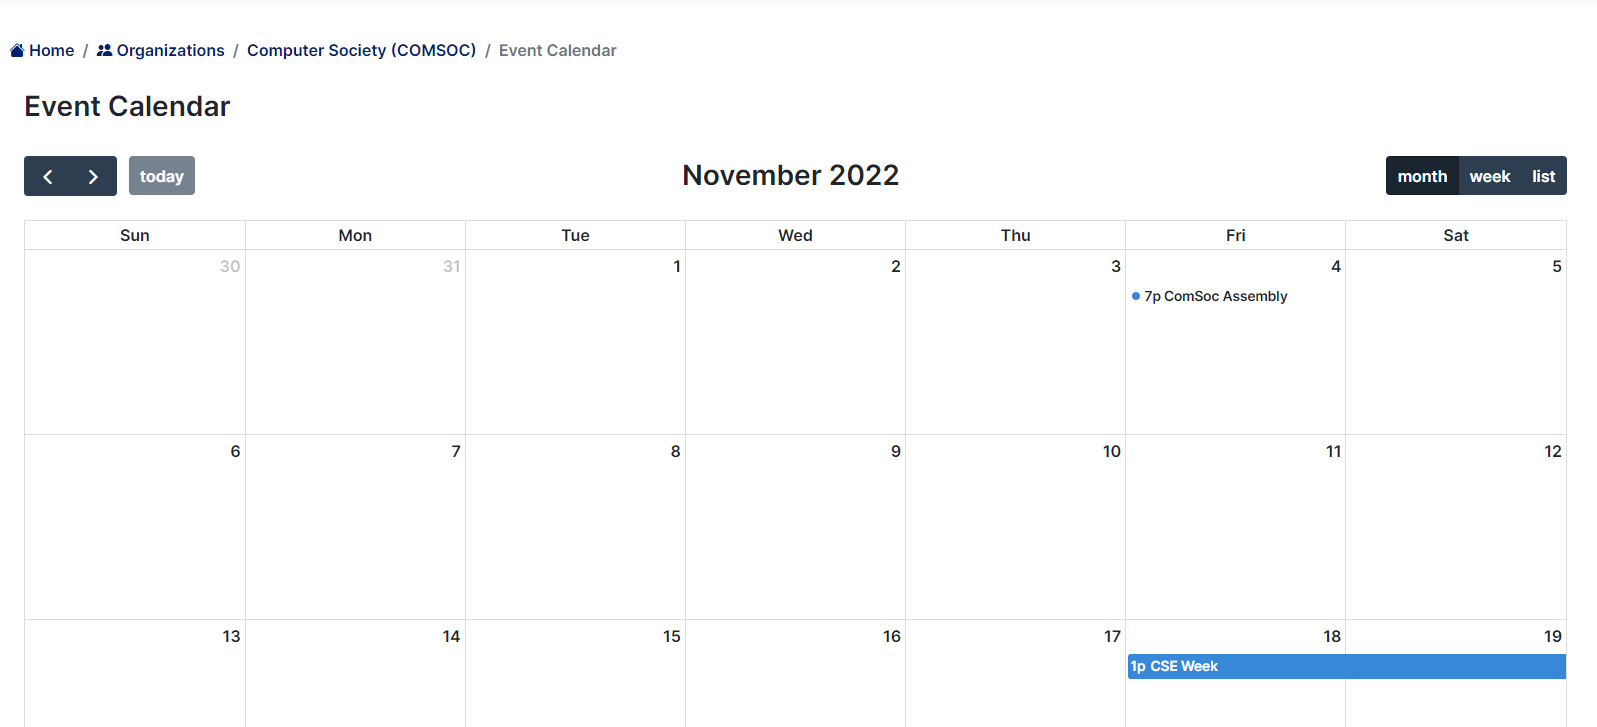 Home / Organizations / Computer Society (COMSOC) / Event Calendar
Event Calendar
today
November 2022
month week list
Sun Mon Tue Wed Thu Fri Sat
30 31 1 2 3 4 5
7p ComSoc Assembly
6 7 8 9 10 11 12
13 14 15 16 17 18 19
1p CSE Week